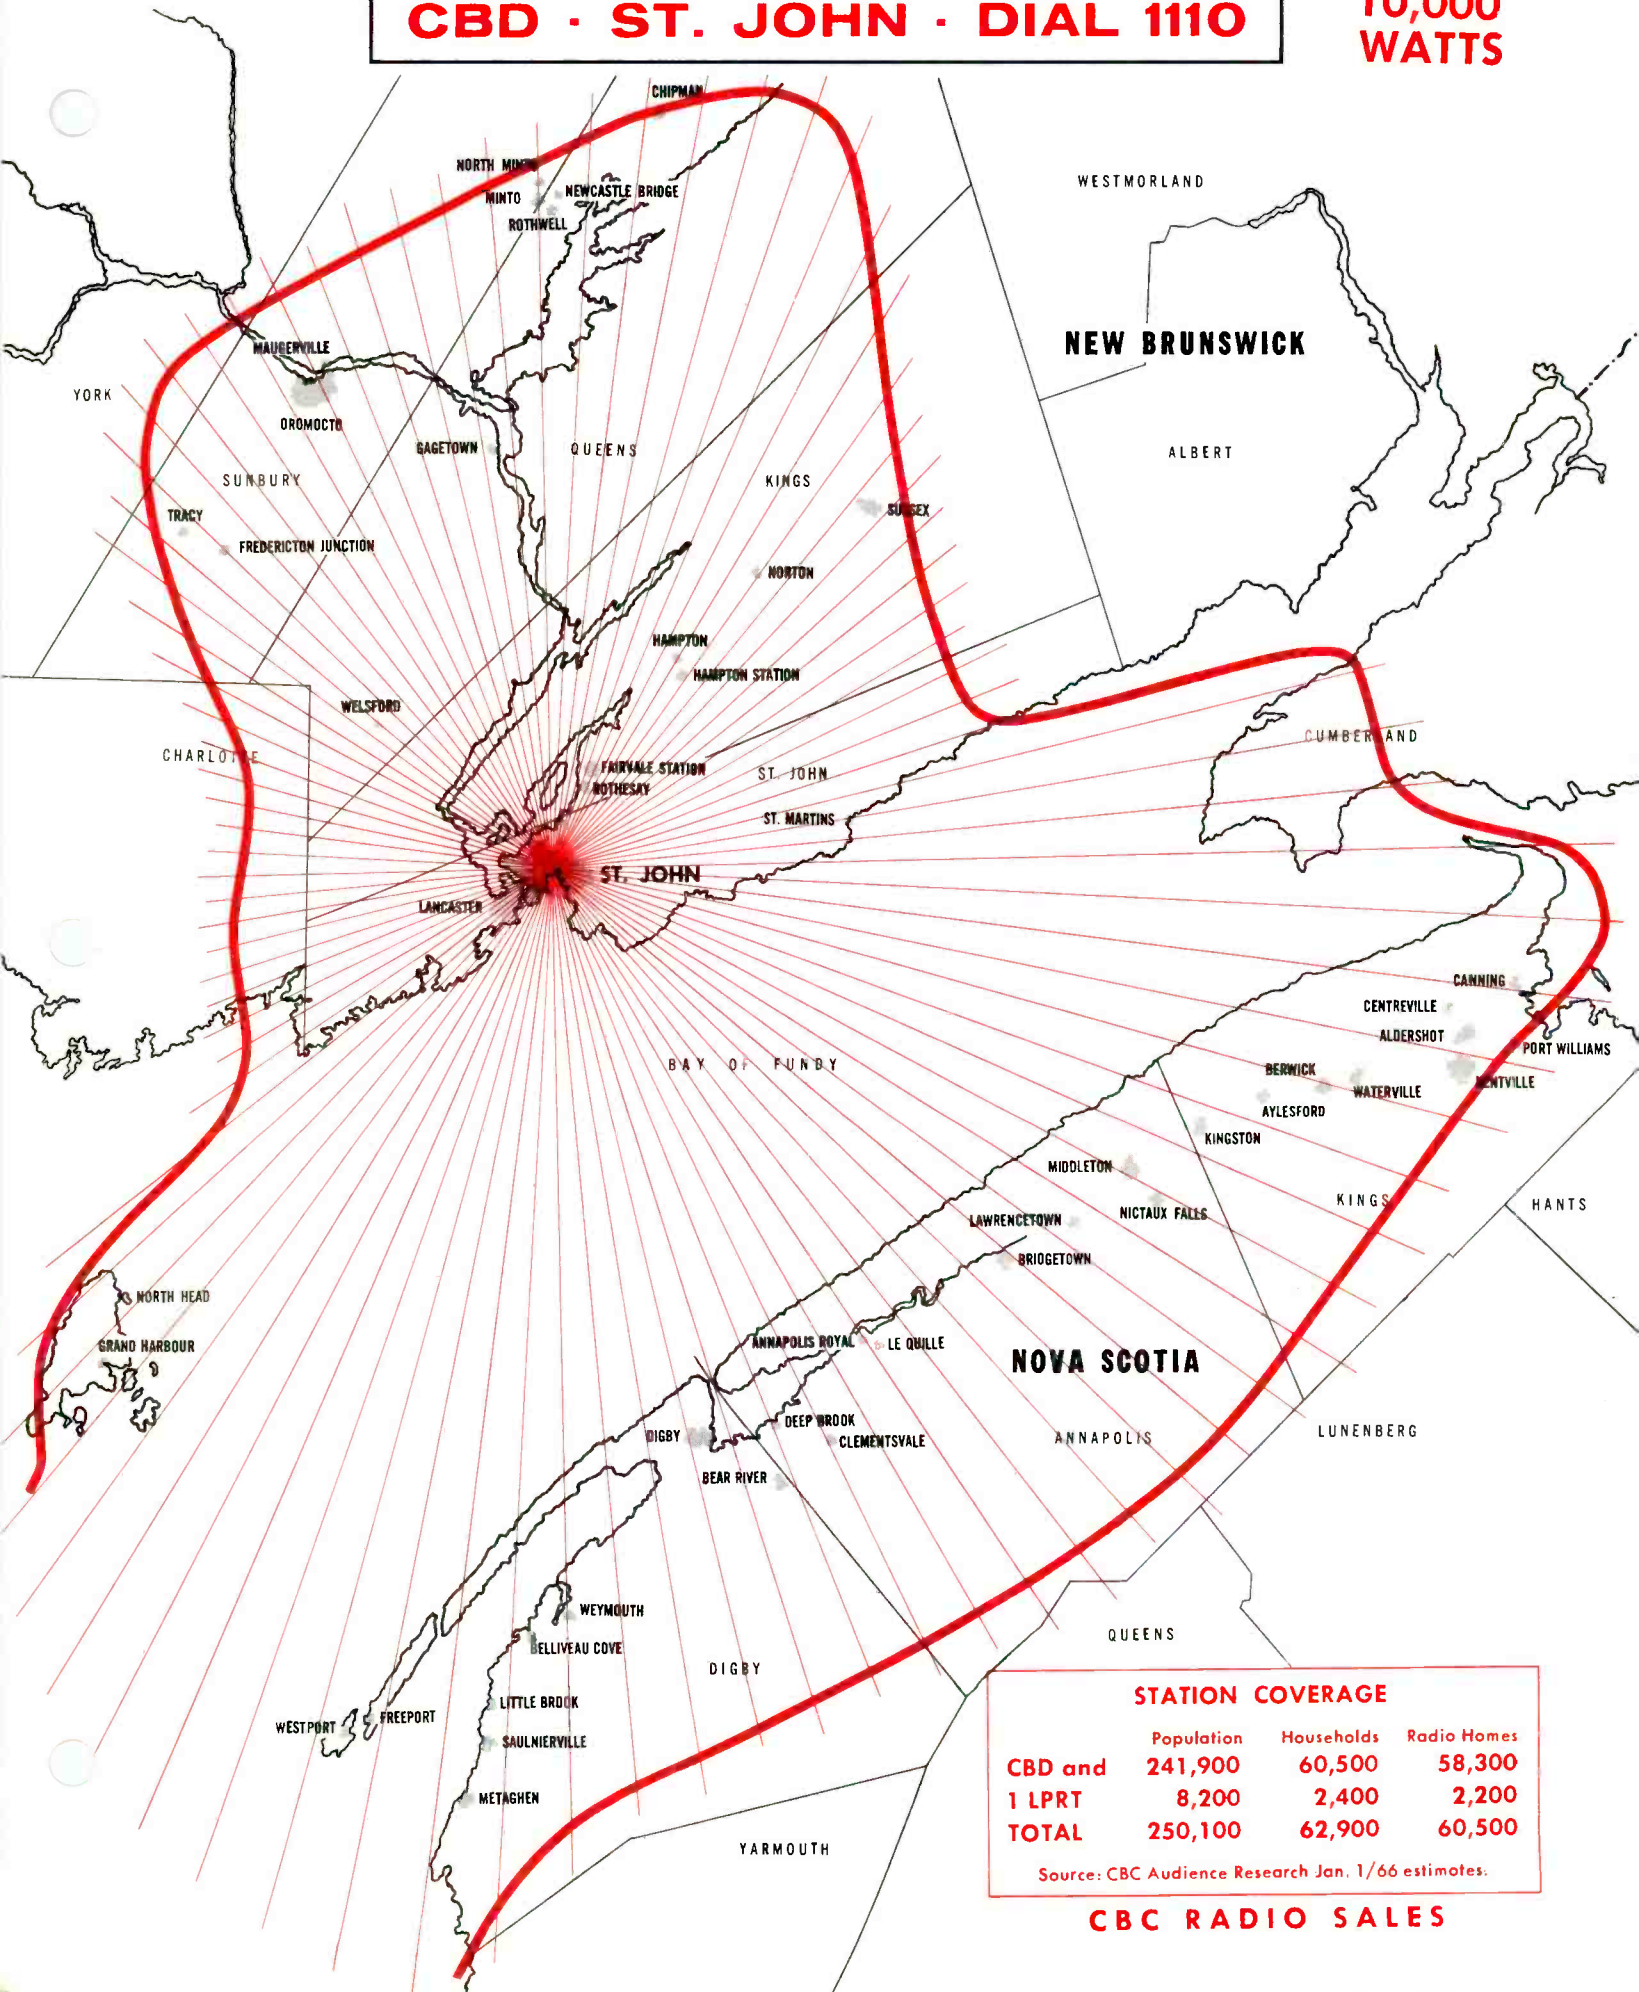 CBD · ST. JOHN · DIAL 1110
10,000
WATTS
CHIPMAN
NORTH MINTO
MINTO
NEWCASTLE BRIDGE
ROTHWELL
WESTMORLAND
NEW BRUNSWICK
MAUGERVILLE
YORK
OROMOCTO
GAGETOWN
QUEENS
ALBERT
SUNBURY
KINGS
TRACY
SUSSEX
FREDERICTON JUNCTION
NORTON
HAMPTON
HAMPTON STATION
WELSFORD
CHARLOTTE
CUMBERLAND
FAIRVALE STATION
ST. JOHN
ROTHESAY
ST. MARTINS
ST. JOHN
LANCASTER
CANNING
CENTREVILLE
ALDERSHOT
PORT WILLIAMS
BAY OF FUNDY
BERWICK
KENTVILLE
WATERVILLE
AYLESFORD
KINGSTON
MIDDLETON
KINGS
HANTS
NICTAUX FALLS
LAWRENCETOWN
BRIDGETOWN
NORTH HEAD
GRAND HARBOUR
ANNAPOLIS ROYAL
LE QUILLE
NOVA SCOTIA
DEEP BROOK
DIGBY
CLEMENTSVALE
ANNAPOLIS
LUNENBERG
BEAR RIVER
WEYMOUTH
BELLIVEAU COVE
QUEENS
DIGBY
LITTLE BROOK
FREEPORT
WESTPORT
SAULNIERVILLE
METAGHEN
YARMOUTH
STATION COVERAGE
Population Households Radio Homes
CBD and 241,900 60,500 58,300
1 LPRT 8,200 2,400 2,200
TOTAL 250,100 62,900 60,500
Source: CBC Audience Research Jan. 1/66 estimates.
CBC RADIO SALES